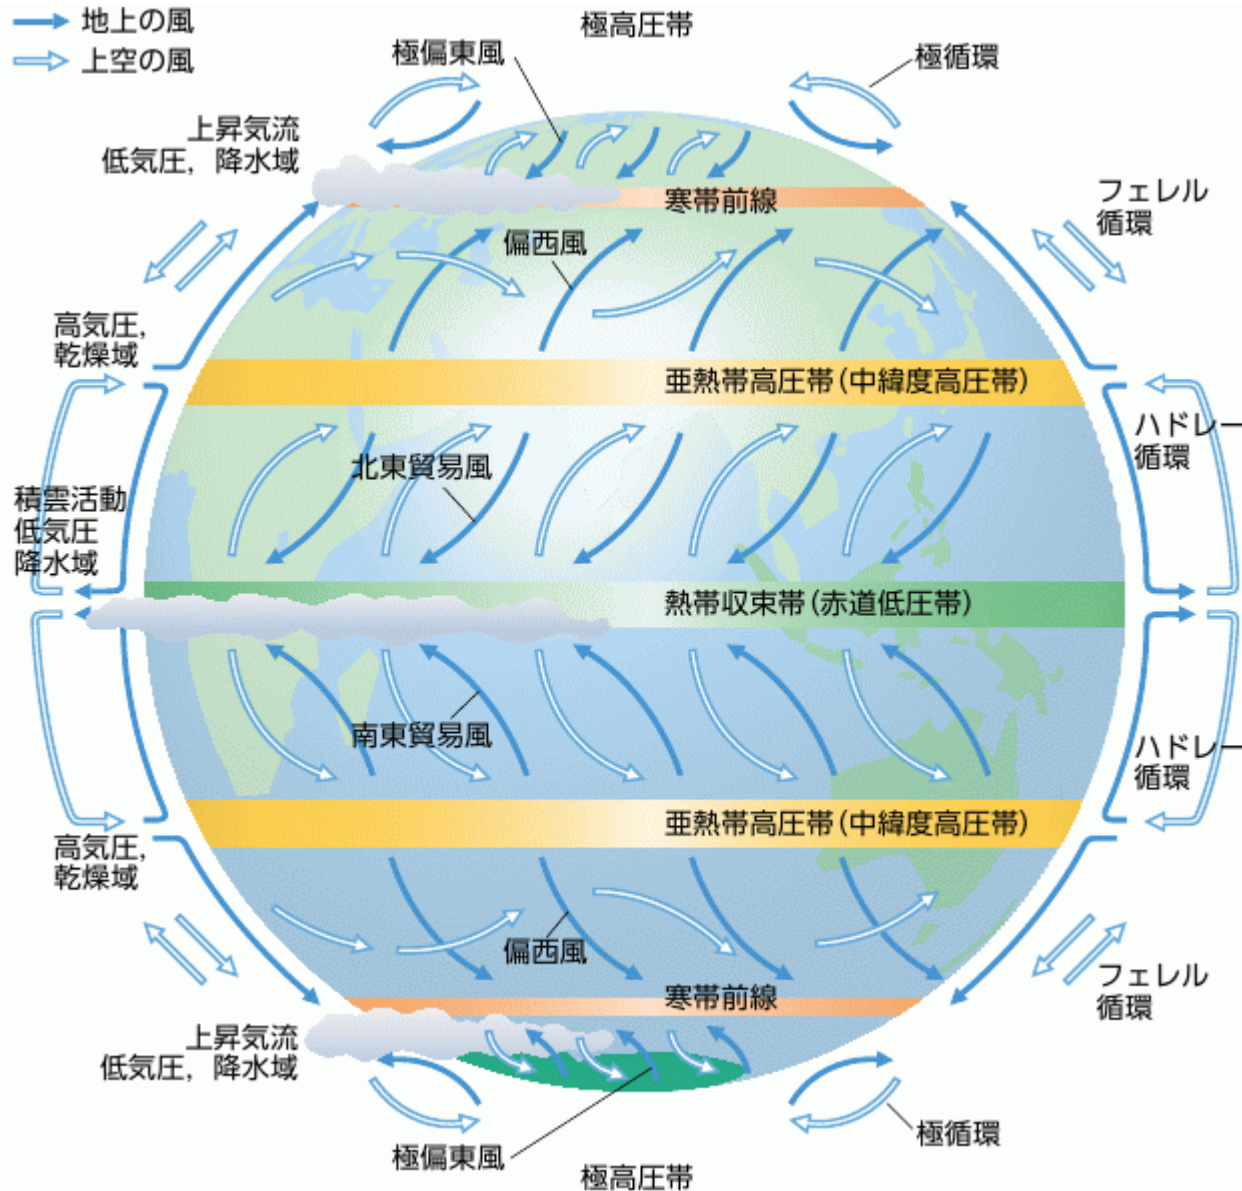 地上の風
上空の風
極高圧帯
極偏東風
極循環
上昇気流
低気圧，降水域
寒帯前線
フェレル
循環
偏西風
高気圧，
乾燥域
亜熱帯高圧帯（中緯度高圧帯）
ハドレー
循環
北東貿易風
積雲活動
低気圧
降水域
熱帯収束帯（赤道低圧帯）
南東貿易風
ハドレー
循環
亜熱帯高圧帯（中緯度高圧帯）
高気圧，
乾燥域
偏西風
フェレル
循環
寒帯前線
上昇気流
低気圧，降水域
極循環
極偏東風
極高圧帯